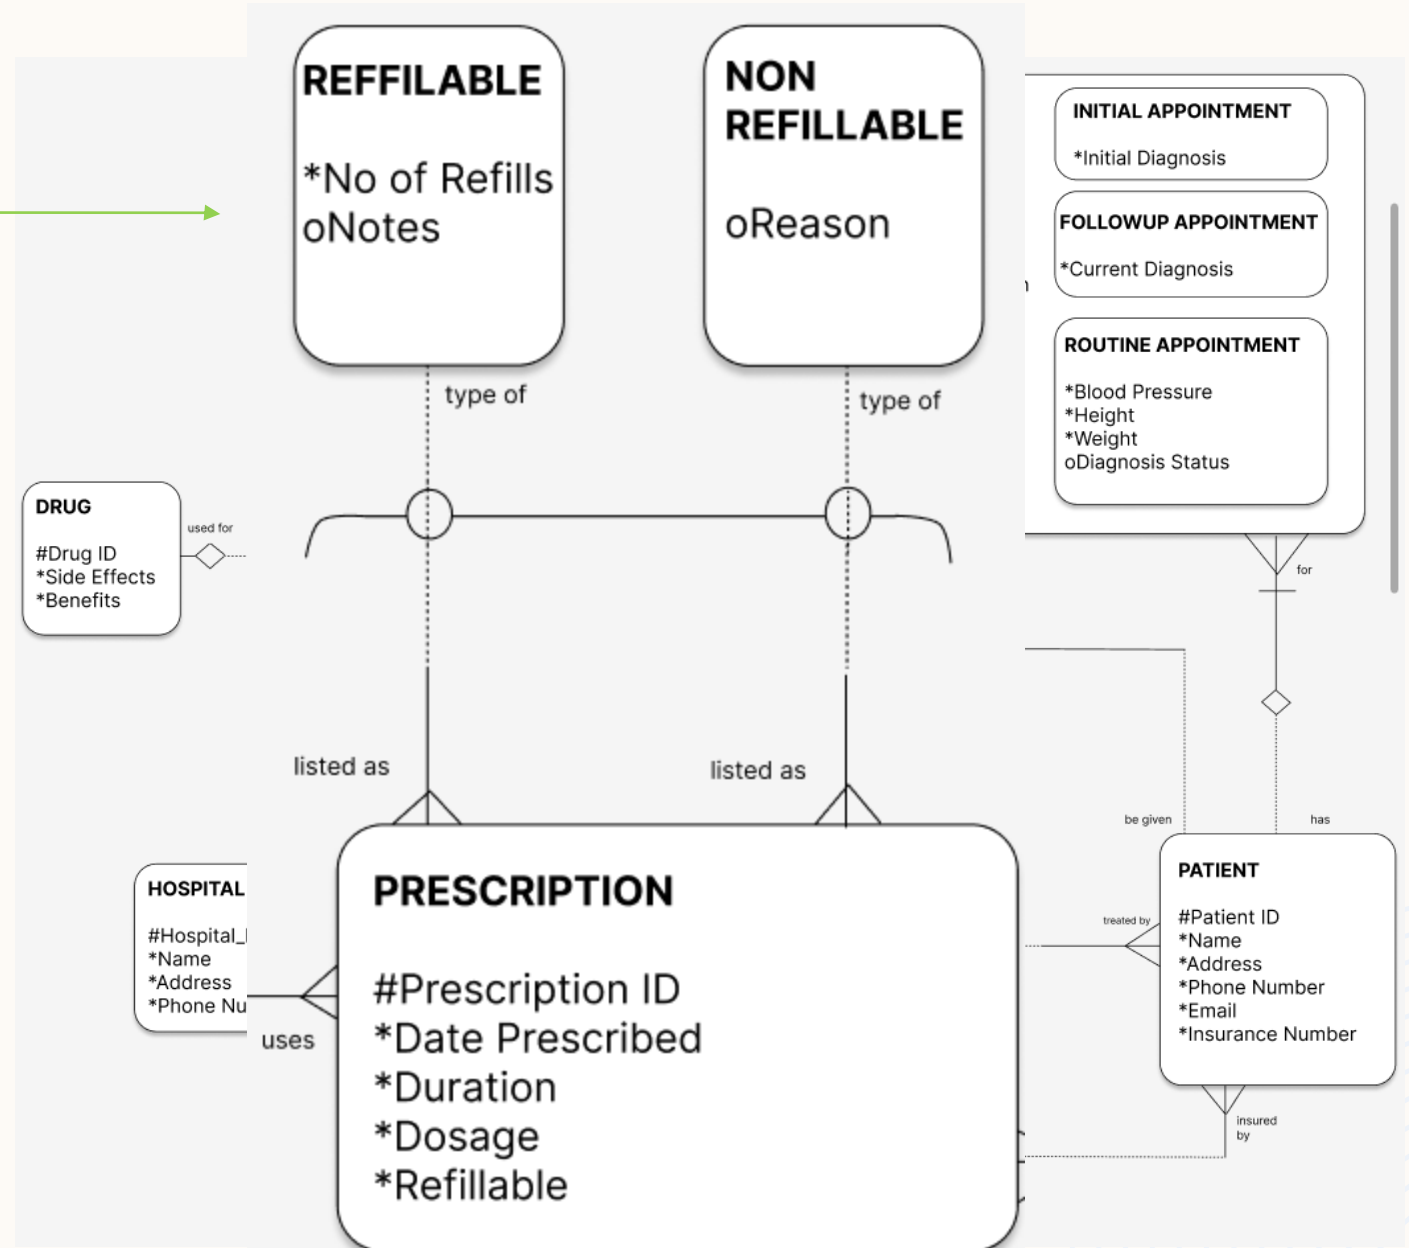 REFFILABLE
*No of Refills
oNotes
NON
REFILLABLE
oReason
INITIAL APPOINTMENT
*Initial Diagnosis
FOLLOWUP APPOINTMENT
*Current Diagnosis
ROUTINE APPOINTMENT
*Blood Pressure
*Height
*Weight
oDiagnosis Status
type of
type of
DRUG
#Drug ID
*Side Effects
*Benefits
used for
for
listed as
listed as
be given
has
HOSPITAL
#Hospital_
*Name
*Address
*Phone Nu
uses
PRESCRIPTION
#Prescription ID
*Date Prescribed
*Duration
*Dosage
*Refillable
treated by
PATIENT
#Patient ID
*Name
*Address
*Phone Number
*Email
*Insurance Number
insured
by